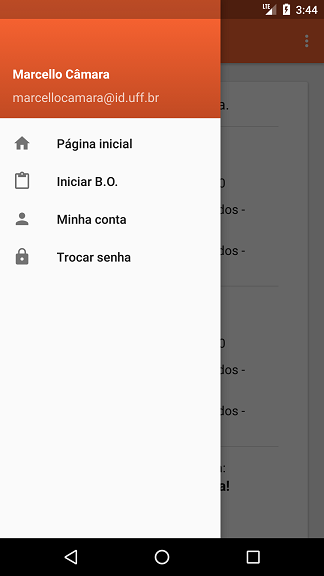 LTE 3:44
Marcello Câmara
marcellocamara@id.uff.br
a.
Página inicial
Iniciar B.O.
0
dos -
Minha conta
dos -
Trocar senha
0
dos -
dos -
a:
a!